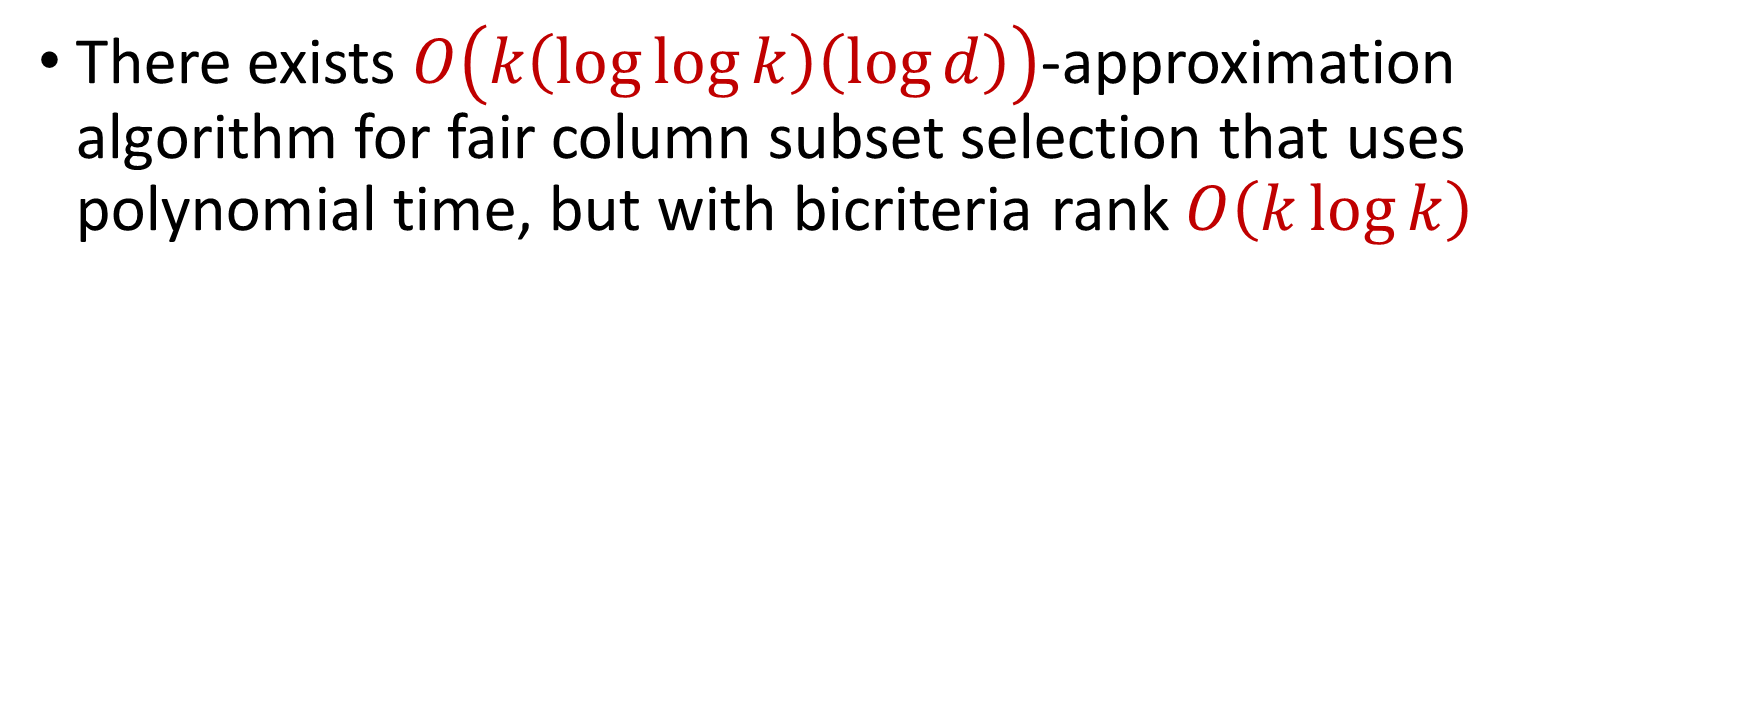 • There exists O(k(log log k)(log d))-approximation
algorithm for fair column subset selection that uses
polynomial time, but with bicriteria rank O(k log k)